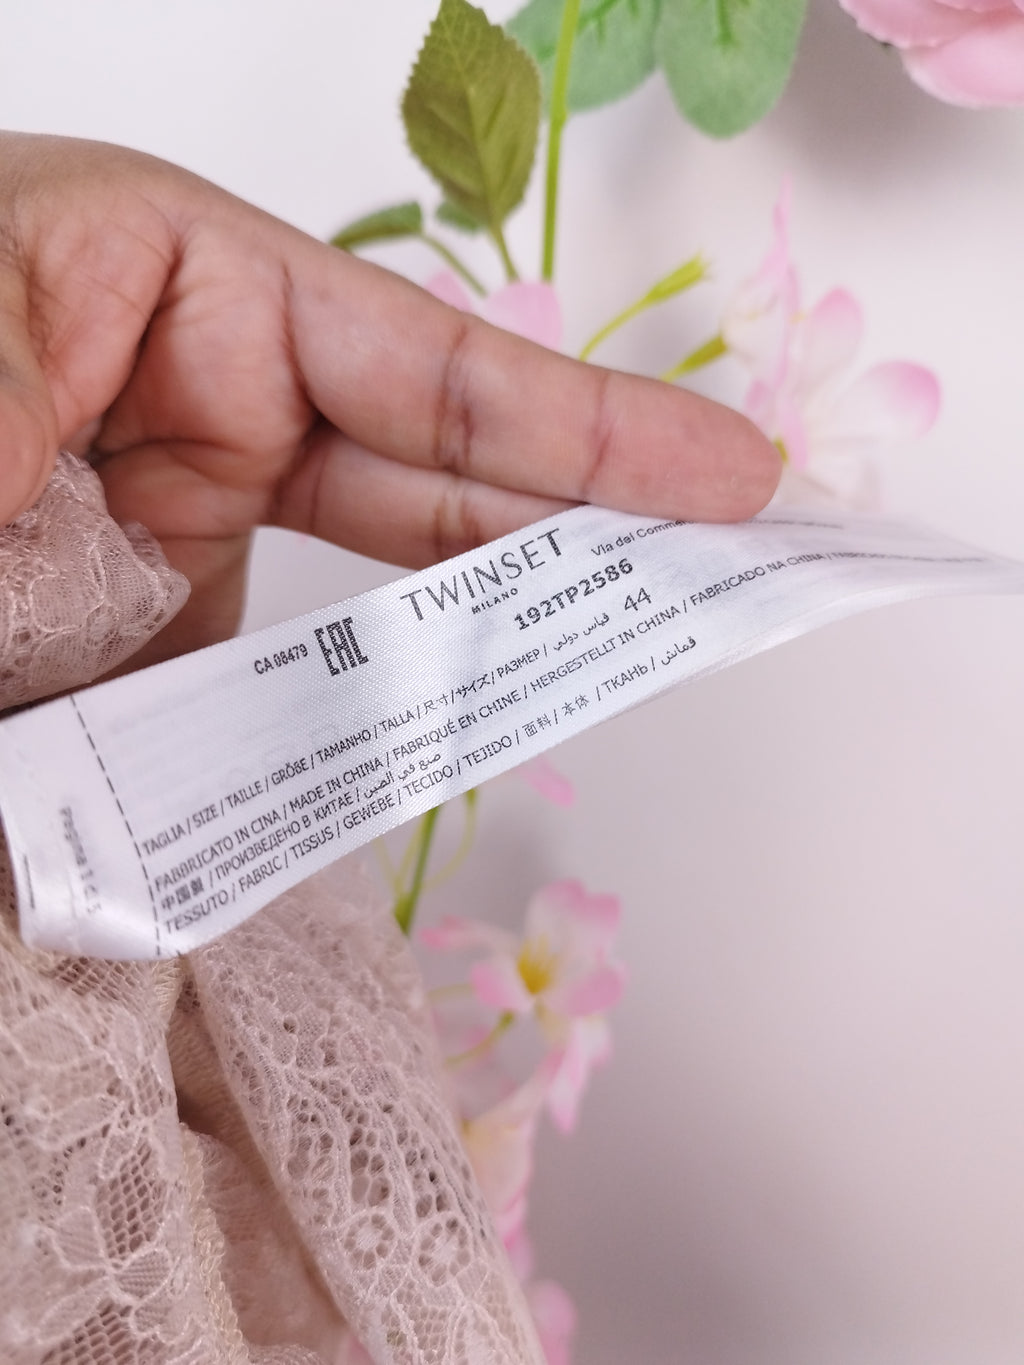 TWINSET
MILANO
Via del Comme
192TP2586
CA 08479 EAC
TAGLIA / SIZE / TAILLE / GRÖßE / TAMANHO / TALLA / 尺寸 / サイズ / РАЗМЕР / قياس دولي 44
FABBRICATO IN CINA / MADE IN CHINA / FABRIQUÉ EN CHINE / HERGESTELLT IN CHINA / FABRICADO NA CHINA /
中国製 / ПРОИЗВЕДЕНО В КИТАЕ / صنع في الصين
TESSUTO / FABRIC / TISSUS / GEWEBE / TECIDO / TEJIDO / 面料 / 本体 / ТКАНЬ / قماش